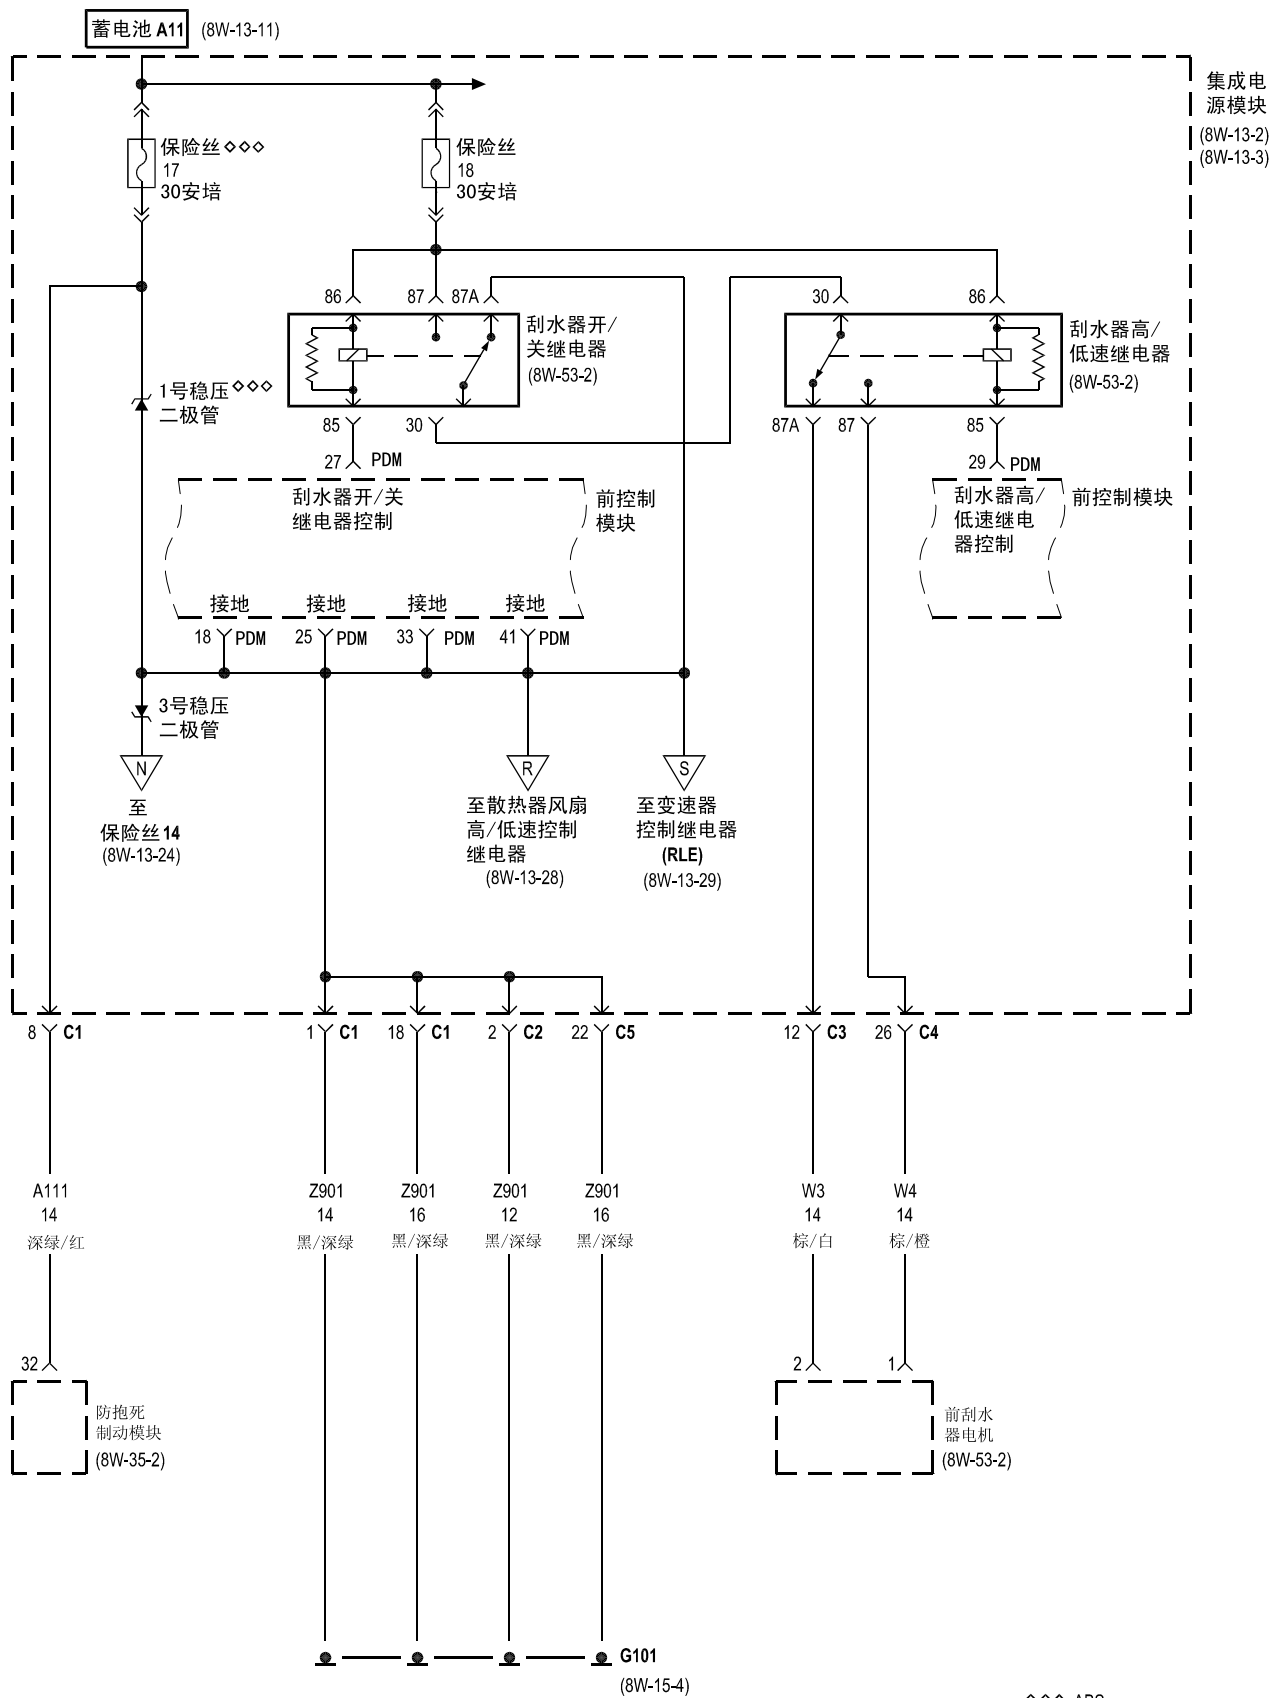 蓄电池 A11 (8W-13-11)
集成电
源模块
(8W-13-2)
(8W-13-3)
保险丝◇◇◇
17
30安培
保险丝
18
30安培
86
87
87A
30
86
刮水器开/
关继电器
(8W-53-2)
刮水器高/
低速继电器
(8W-53-2)
1号稳压◇◇◇
二极管
85
30
87A
87
85
27 PDM
29 PDM
刮水器开/关
继电器控制
前控制
模块
刮水器高/
低速继电
器控制
前控制模块
接地
接地
接地
接地
18 PDM
25 PDM
33 PDM
41 PDM
3号稳压
二极管
N
R
S
至
保险丝14
(8W-13-24)
至散热器风扇
高/低速控制
继电器
(8W-13-28)
至变速器
控制继电器
(RLE)
(8W-13-29)
8 C1
1 C1
18 C1
2 C2
22 C5
12 C3
26 C4
A111
14
深绿/红
Z901
14
黑/深绿
Z901
16
黑/深绿
Z901
12
黑/深绿
Z901
16
黑/深绿
W3
14
棕/白
W4
14
棕/橙
32
2
1
防抱死
制动模块
(8W-35-2)
前刮水
器电机
(8W-53-2)
G101
(8W-15-4)